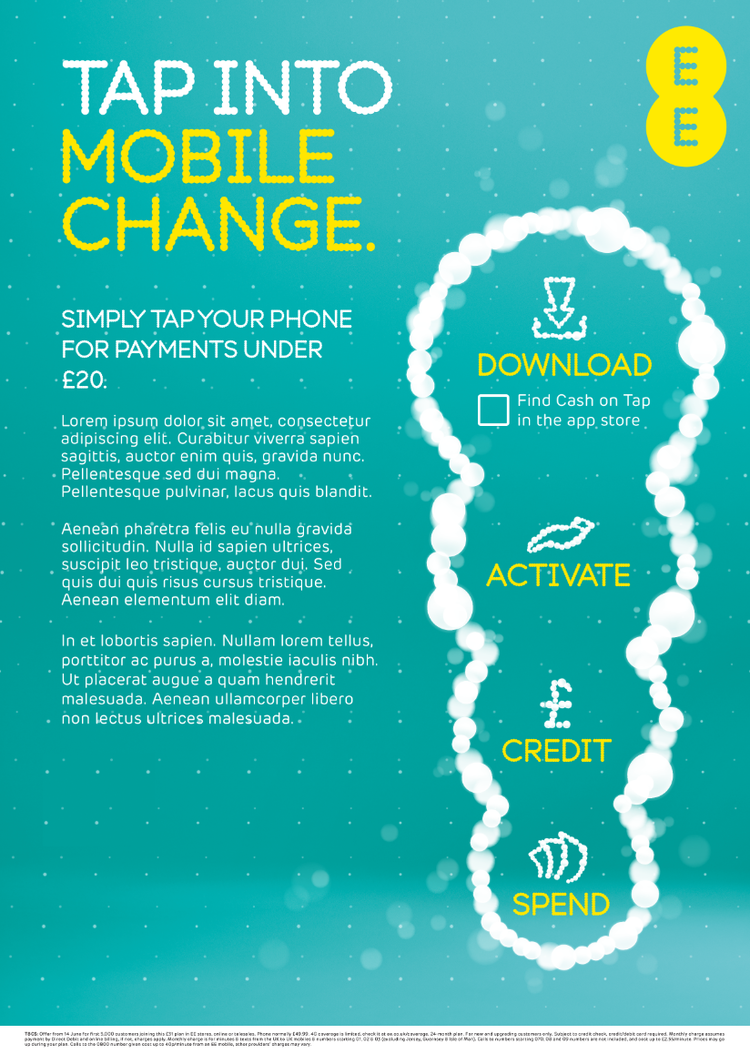 TAP INTO
MOBILE
CHANGE.
E
E
SIMPLY TAP YOUR PHONE
FOR PAYMENTS UNDER
£20.
Lorem ipsum dolor sit amet, consectetur
adipiscing elit. Curabitur viverra sapien
sagittis, auctor enim quis, gravida nunc.
Pellentesque sed dui magna.
Pellentesque pulvinar, lacus quis blandit.
Aenean pharetra felis eu nulla gravida
sollicitudin. Nulla id sapien ultrices,
suscipit leo tristique, auctor dui. Sed
quis dui quis risus cursus tristique.
Aenean elementum elit diam.
In et lobortis sapien. Nullam lorem tellus,
porttitor ac purus a, molestie iaculis nibh.
Ut placerat augue a quam hendrerit
malesuada. Aenean ullamcorper libero
non lectus ultrices malesuada.
DOWNLOAD
Find Cash on Tap
in the app store
ACTIVATE
£
CREDIT
SPEND